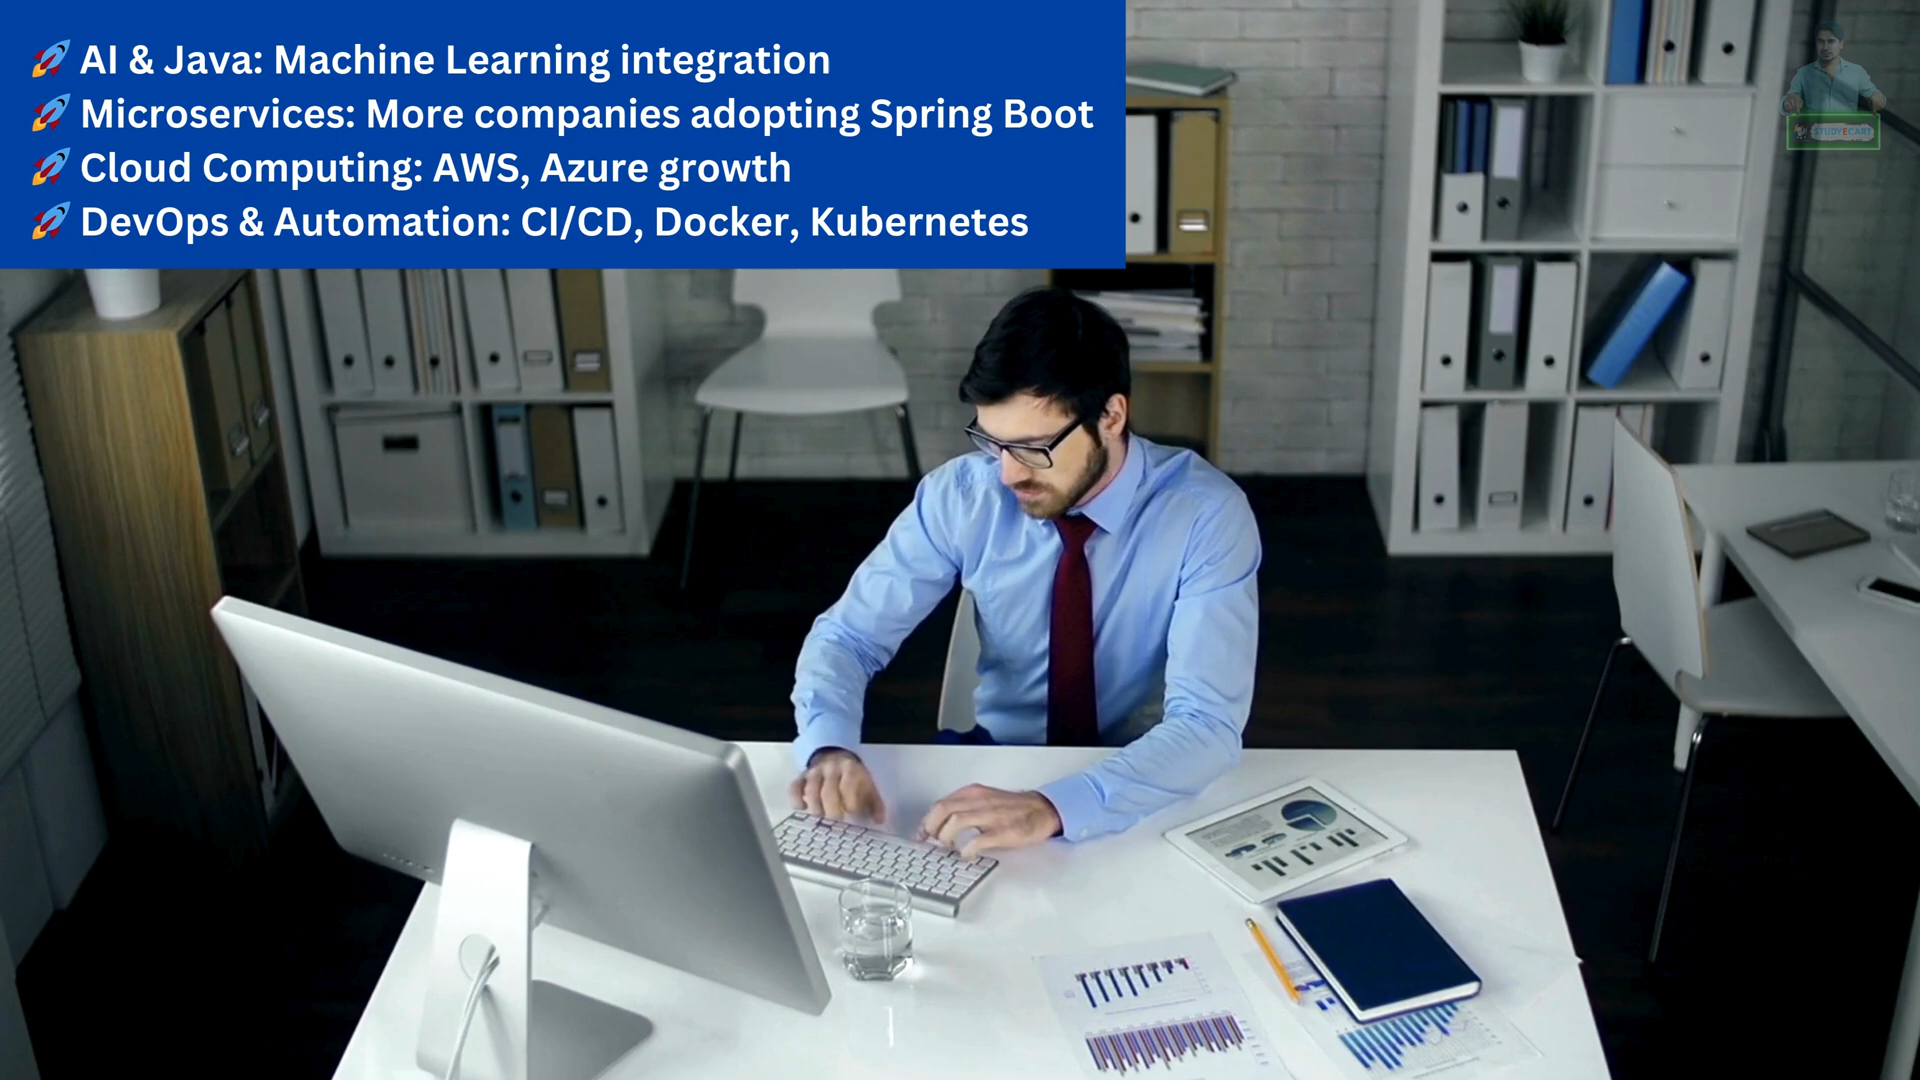 🚀 AI & Java: Machine Learning integration
🚀 Microservices: More companies adopting Spring Boot
🚀 Cloud Computing: AWS, Azure growth
🚀 DevOps & Automation: CI/CD, Docker, Kubernetes
STUDYECART